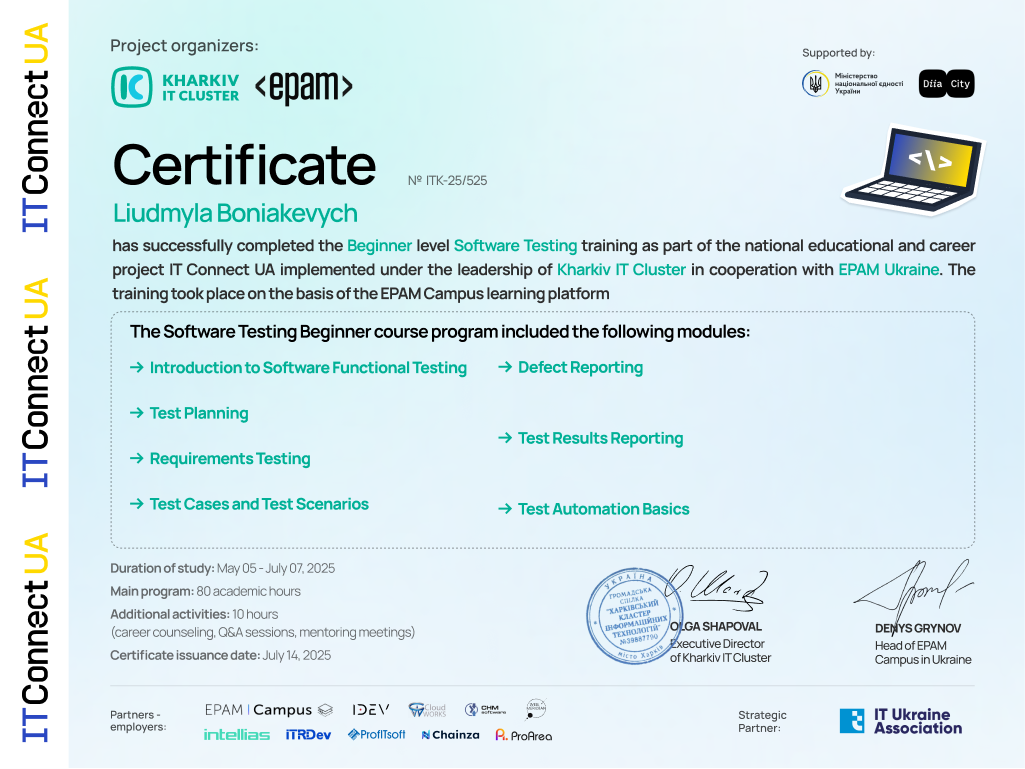 IT Connect UA
IT Connect UA
IT Connect UA
Project organizers:
Supported by:
KHARKIV
IT CLUSTER
<epam>
Міністерство
національної єдності
України
Diia City
Certificate
№ ITK-25/525
<\>
Liudmyla Boniakevych
has successfully completed the Beginner level Software Testing training as part of the national educational and career
project IT Connect UA implemented under the leadership of Kharkiv IT Cluster in cooperation with EPAM Ukraine. The
training took place on the basis of the EPAM Campus learning platform
The Software Testing Beginner course program included the following modules:
→ Introduction to Software Functional Testing
→ Test Planning
→ Requirements Testing
→ Test Cases and Test Scenarios
→ Defect Reporting
→ Test Results Reporting
→ Test Automation Basics
Duration of study: May 05 - July 07, 2025
Main program: 80 academic hours
Additional activities: 10 hours
(career counseling, Q&A sessions, mentoring meetings)
Certificate issuance date: July 14, 2025
УКРАЇНА
ГРОМАДСЬКА
СПІЛКА
"ХАРКІВСЬКИЙ
КЛАСТЕР
ІНФОРМАЦІЙНИХ
ТЕХНОЛОГІЙ"
№39887790
місто Харків
OLGA SHAPOVAL
Executive Director
of Kharkiv IT Cluster
DENYS GRYNOV
Head of EPAM
Campus in Ukraine
Partners -
employers:
EPAM | Campus
IDEV
Cloud
WORKS
CHM
software
intellias
iTRDev
ProfITsoft
Chainza
ProArea
Strategic
Partner:
IT Ukraine
Association